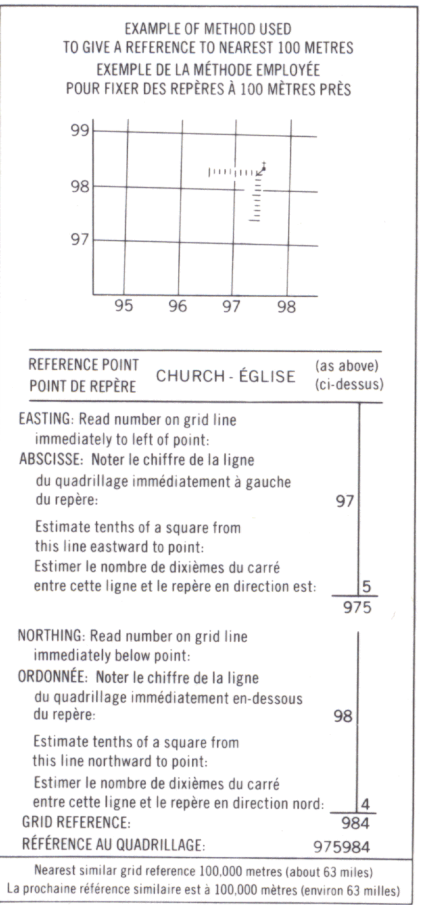 EXAMPLE OF METHOD USED
TO GIVE A REFERENCE TO NEAREST 100 METRES
EXEMPLE DE LA MÉTHODE EMPLOYÉE
POUR FIXER DES REPÈRES À 100 MÈTRES PRÈS
99
98
97
95 96 97 98
REFERENCE POINT
POINT DE REPÈRE
CHURCH - ÉGLISE
(as above)
(ci-dessus)
EASTING: Read number on grid line
immediately to left of point:
ABSCISSE: Noter le chiffre de la ligne
du quadrillage immédiatement à gauche
du repère: 97
Estimate tenths of a square from
this line eastward to point:
Estimer le nombre de dixièmes du carré
entre cette ligne et le repère en direction est: 5
975
NORTHING: Read number on grid line
immediately below point:
ORDONNÉE: Noter le chiffre de la ligne
du quadrillage immédiatement en-dessous
du repère: 98
Estimate tenths of a square from
this line northward to point:
Estimer le nombre de dixièmes du carré
entre cette ligne et le repère en direction nord: 4
GRID REFERENCE: 984
RÉFÉRENCE AU QUADRILLAGE: 975984
Nearest similar grid reference 100,000 metres (about 63 miles)
La prochaine référence similaire est à 100,000 mètres (environ 63 milles)